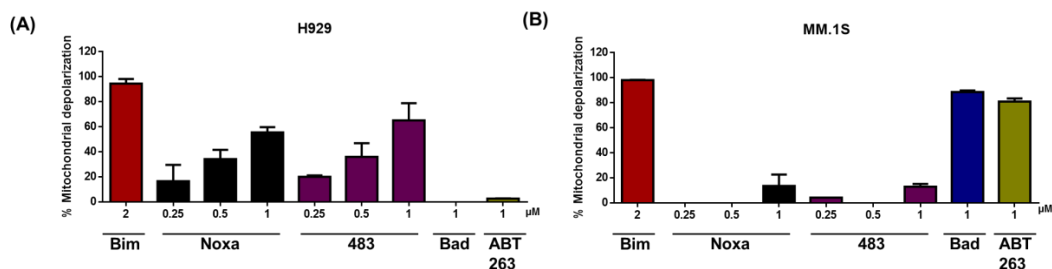 (A)
H929
% Mitochondrial depolarization
120
100
80
60
40
20
0
2 0.25 0.5 1 0.25 0.5 1 1 1 µM
Bim Noxa 483 Bad ABT
263
(B)
MM.1S
% Mitochondrial depolarization
120
100
80
60
40
20
0
2 0.25 0.5 1 0.25 0.5 1 1 1 µM
Bim Noxa 483 Bad ABT
263